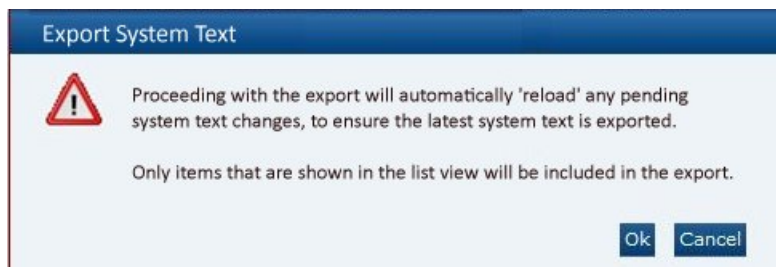 Export System Text
Proceeding with the export will automatically 'reload' any pending
system text changes, to ensure the latest system text is exported.
Only items that are shown in the list view will be included in the export.
Ok Cancel